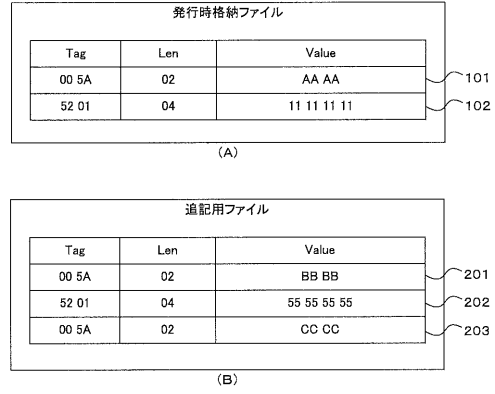 発行時格納ファイル
Tag Len Value
00 5A 02 AA AA 101
52 01 04 11 11 11 11 102
(A)
追記用ファイル
Tag Len Value
00 5A 02 BB BB 201
52 01 04 55 55 55 55 202
00 5A 02 CC CC 203
(B)